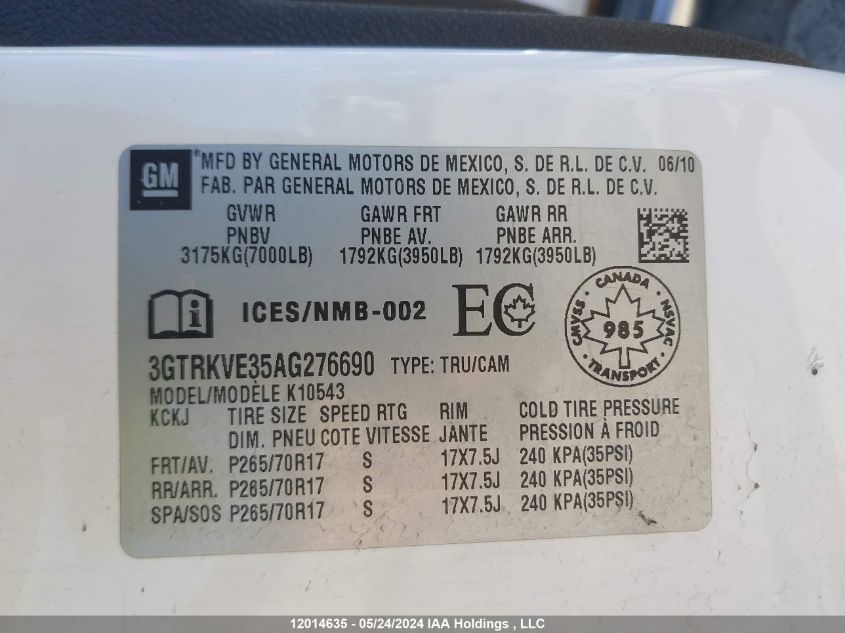 GM
*MFD BY GENERAL MOTORS DE MEXICO, S. DE R.L. DE C.V. 06/10
FAB. PAR GENERAL MOTORS DE MEXICO, S. DE R.L. DE C.V.
GVWR GAWR FRT GAWR RR
PNBV PNBE AV. PNBE ARR.
3175KG(7000LB) 1792KG(3950LB) 1792KG(3950LB)
i ICES/NMB-002 EC
CANADA
CMVSS 985 NSVAC
TRANSPORT
3GTRKVE35AG276690 TYPE: TRU/CAM
MODEL/MODÈLE K10543
KCKJ TIRE SIZE SPEED RTG RIM COLD TIRE PRESSURE
DIM. PNEU COTE VITESSE JANTE PRESSION À FROID
FRT/AV. P265/70R17 S 17X7.5J 240 KPA(35PSI)
RR/ARR. P265/70R17 S 17X7.5J 240 KPA(35PSI)
SPA/SOS P265/70R17 S 17X7.5J 240 KPA(35PSI)
12014635 - 05/24/2024 IAA Holdings , LLC